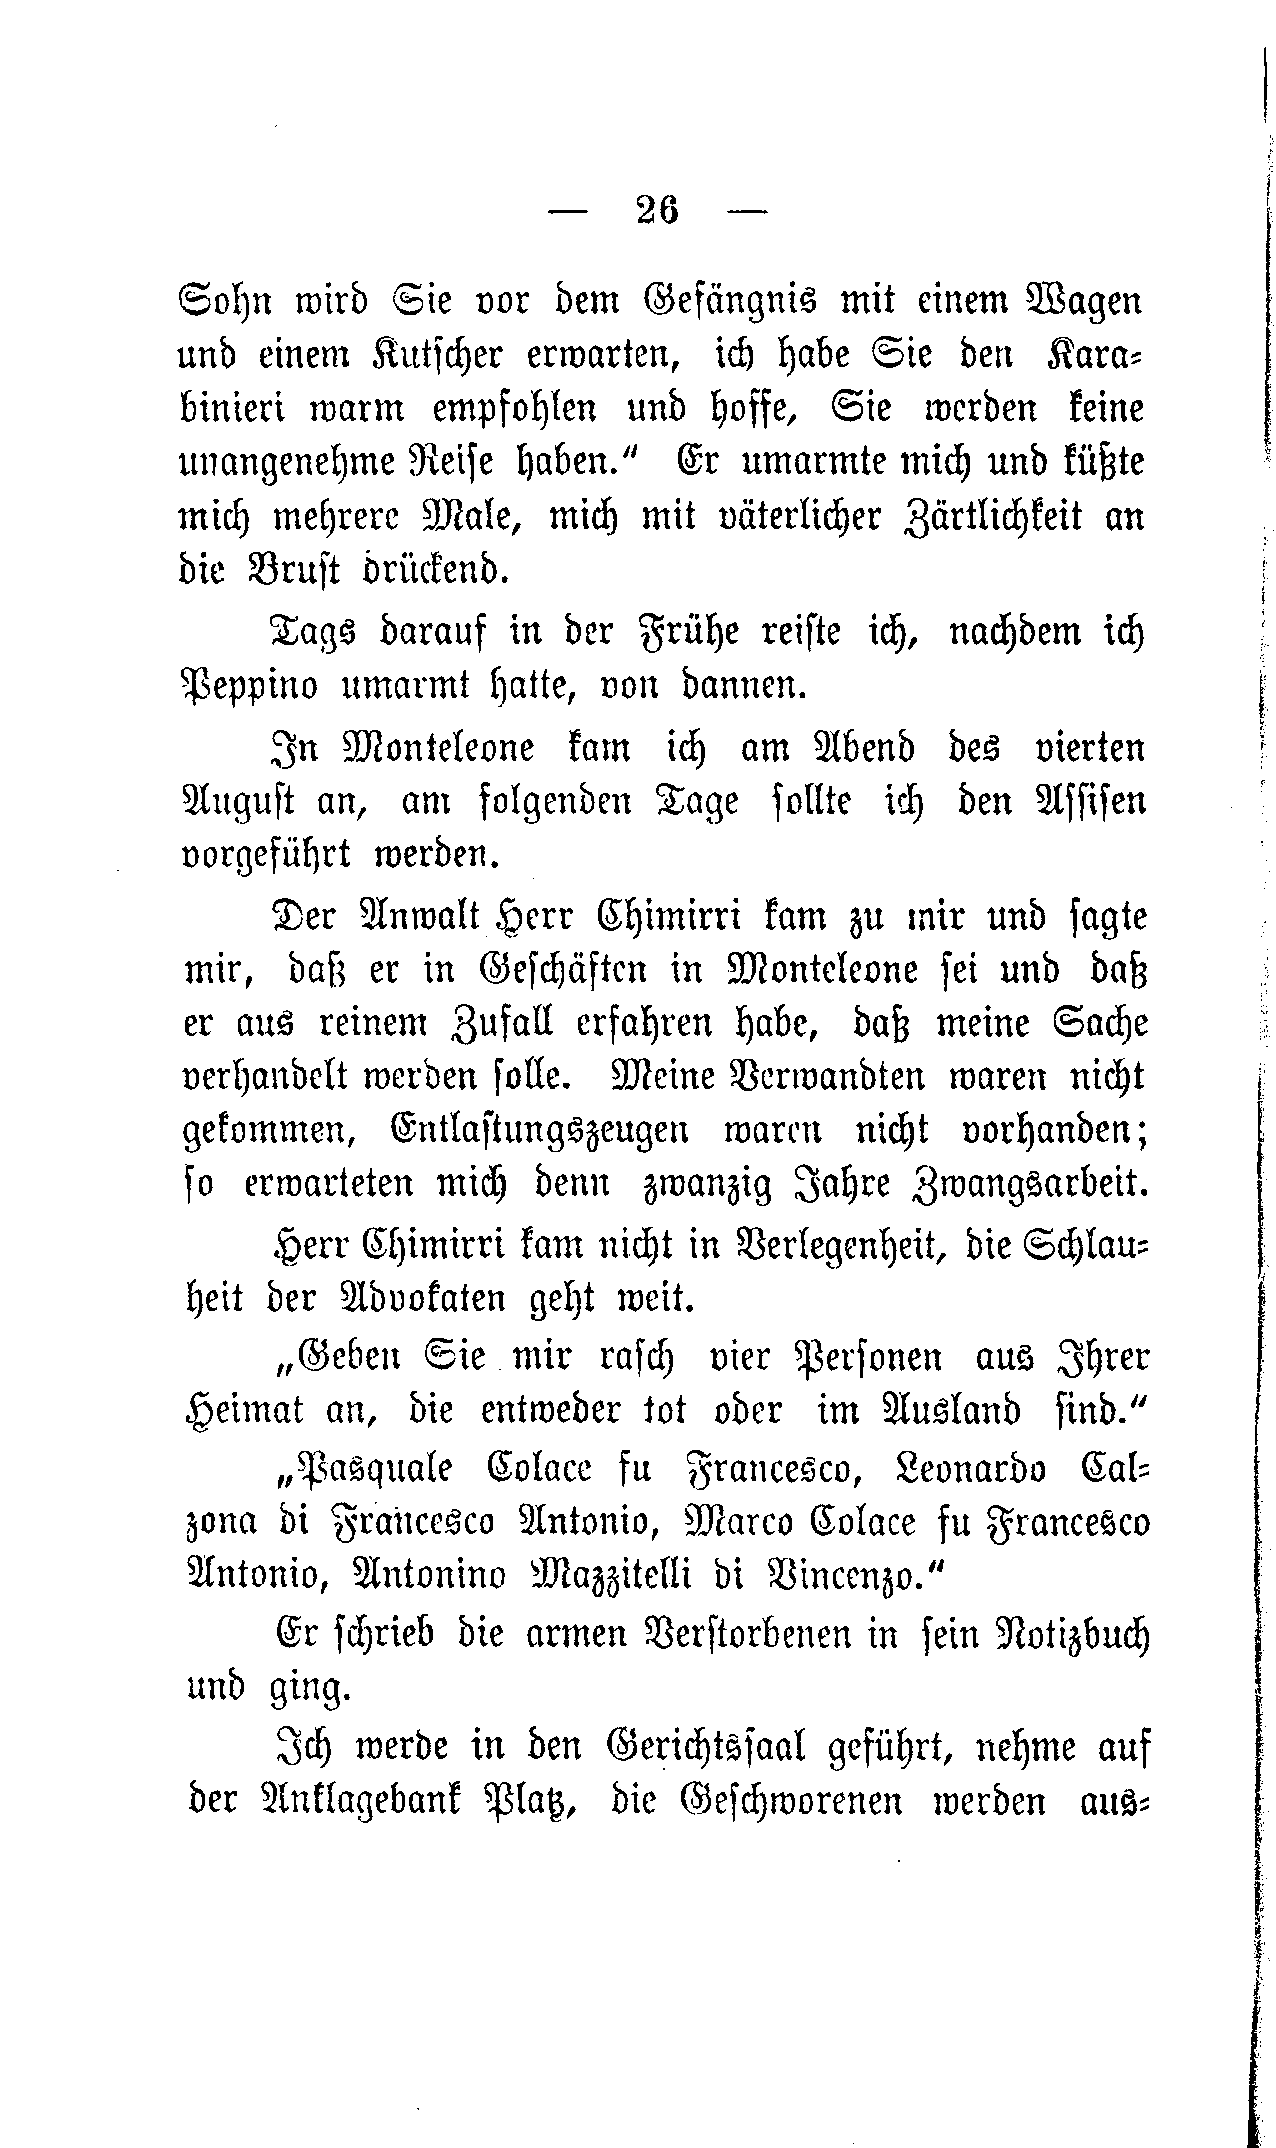 — 26 —
Sohn wird Sie vor dem Gefängnis mit einem Wagen
und einem Kutscher erwarten, ich habe Sie den Kara-
binieri warm empfohlen und hoffe, Sie werden keine
unangenehme Reise haben." Er umarmte mich und küßte
mich mehrere Male, mich mit väterlicher Zärtlichkeit an
die Brust drückend.
Tags darauf in der Frühe reiste ich, nachdem ich
Peppino umarmt hatte, von dannen.
In Monteleone kam ich am Abend des vierten
August an, am folgenden Tage sollte ich den Assisen
vorgeführt werden.
Der Anwalt Herr Chimirri kam zu mir und sagte
mir, daß er in Geschäften in Monteleone sei und daß
er aus reinem Zufall erfahren habe, daß meine Sache
verhandelt werden solle. Meine Verwandten waren nicht
gekommen, Entlastungszeugen waren nicht vorhanden;
so erwarteten mich denn zwanzig Jahre Zwangsarbeit.
Herr Chimirri kam nicht in Verlegenheit, die Schlau-
heit der Advokaten geht weit.
„Geben Sie mir rasch vier Personen aus Ihrer
Heimat an, die entweder tot oder im Ausland sind."
„Pasquale Colace fu Francesco, Leonardo Cal-
zona di Francesco Antonio, Marco Colace fu Francesco
Antonio, Antonino Mazzitelli di Vincenzo."
Er schrieb die armen Verstorbenen in sein Notizbuch
und ging.
Ich werde in den Gerichtssaal geführt, nehme auf
der Anklagebank Platz, die Geschworenen werden aus-